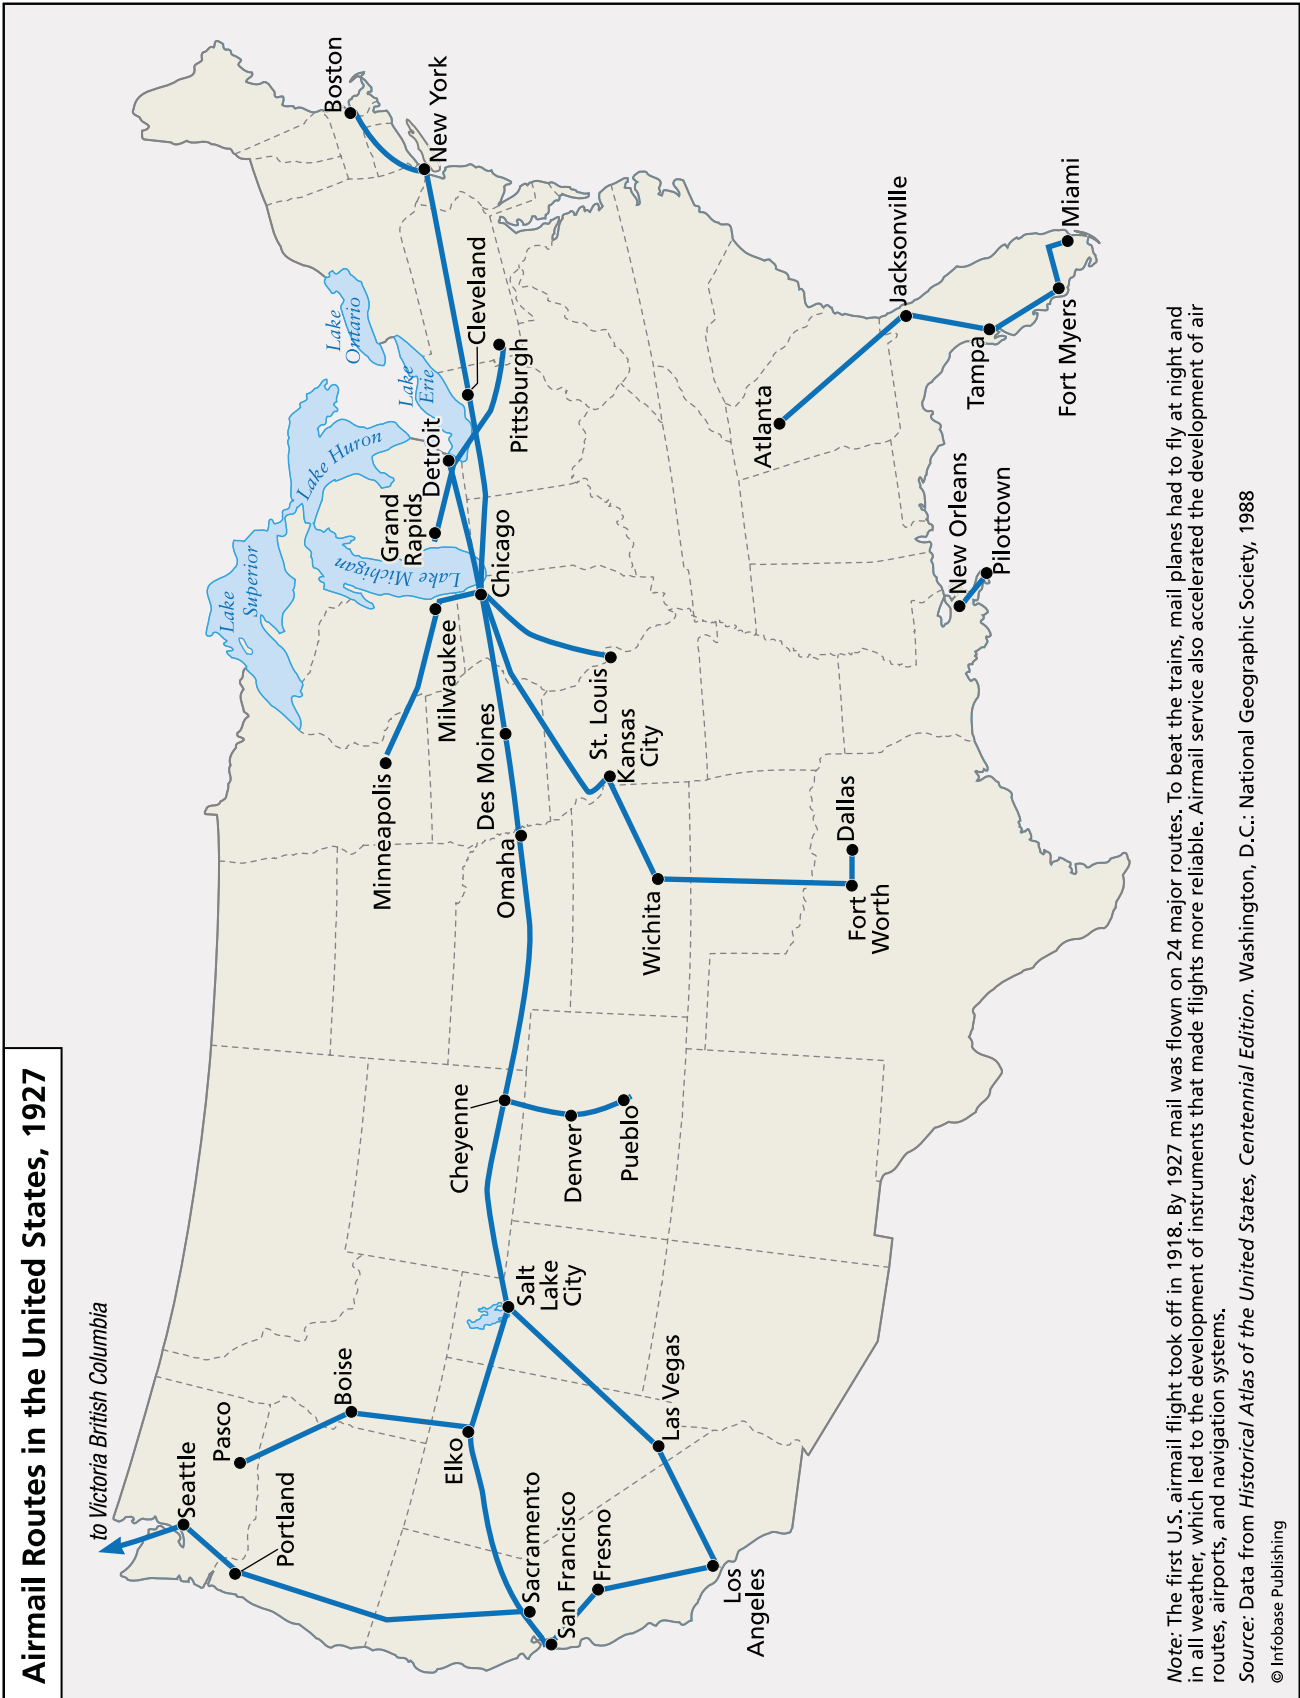 Airmail Routes in the United States, 1927
to Victoria British Columbia
Seattle
Pasco
Portland
Boise
Elko
Sacramento
San Francisco
Fresno
Los
Angeles
Las Vegas
Salt
Lake
City
Cheyenne
Denver
Pueblo
Omaha
Des Moines
Minneapolis
Milwaukee
Chicago
St. Louis
Kansas
City
Wichita
Fort
Worth
Dallas
Grand
Rapids
Detroit
Cleveland
Pittsburgh
New York
Boston
Lake
Superior
Lake Michigan
Lake Huron
Lake
Erie
Lake
Ontario
Atlanta
Jacksonville
Tampa
Fort Myers
Miami
New Orleans
Pilottown
Note: The first U.S. airmail flight took off in 1918. By 1927 mail was flown on 24 major routes. To beat the trains, mail planes had to fly at night and
in all weather, which led to the development of instruments that made flights more reliable. Airmail service also accelerated the development of air
routes, airports, and navigation systems.
Source: Data from Historical Atlas of the United States, Centennial Edition. Washington, D.C.: National Geographic Society, 1988
© Infobase Publishing